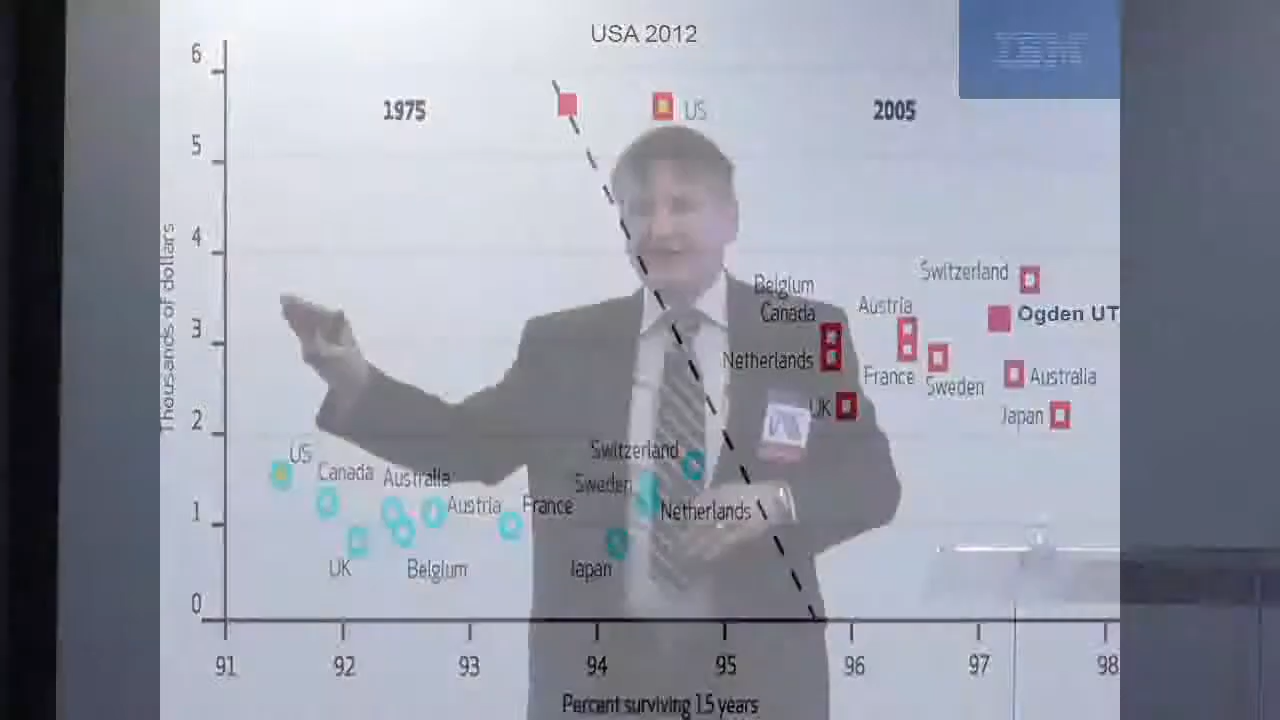 USA 2012
IBM
6
1975
US
2005
5
4
Thousands of dollars
Switzerland
Belgium
Canada
Austria
Ogden UT
3
Netherlands
France
Sweden
Australia
UK
Japan
2
US
Canada
Australia
Switzerland
Sweden
Austria
France
Netherlands
1
UK
Belgium
Japan
0
91
92
93
94
95
96
97
98
Percent surviving 15 years